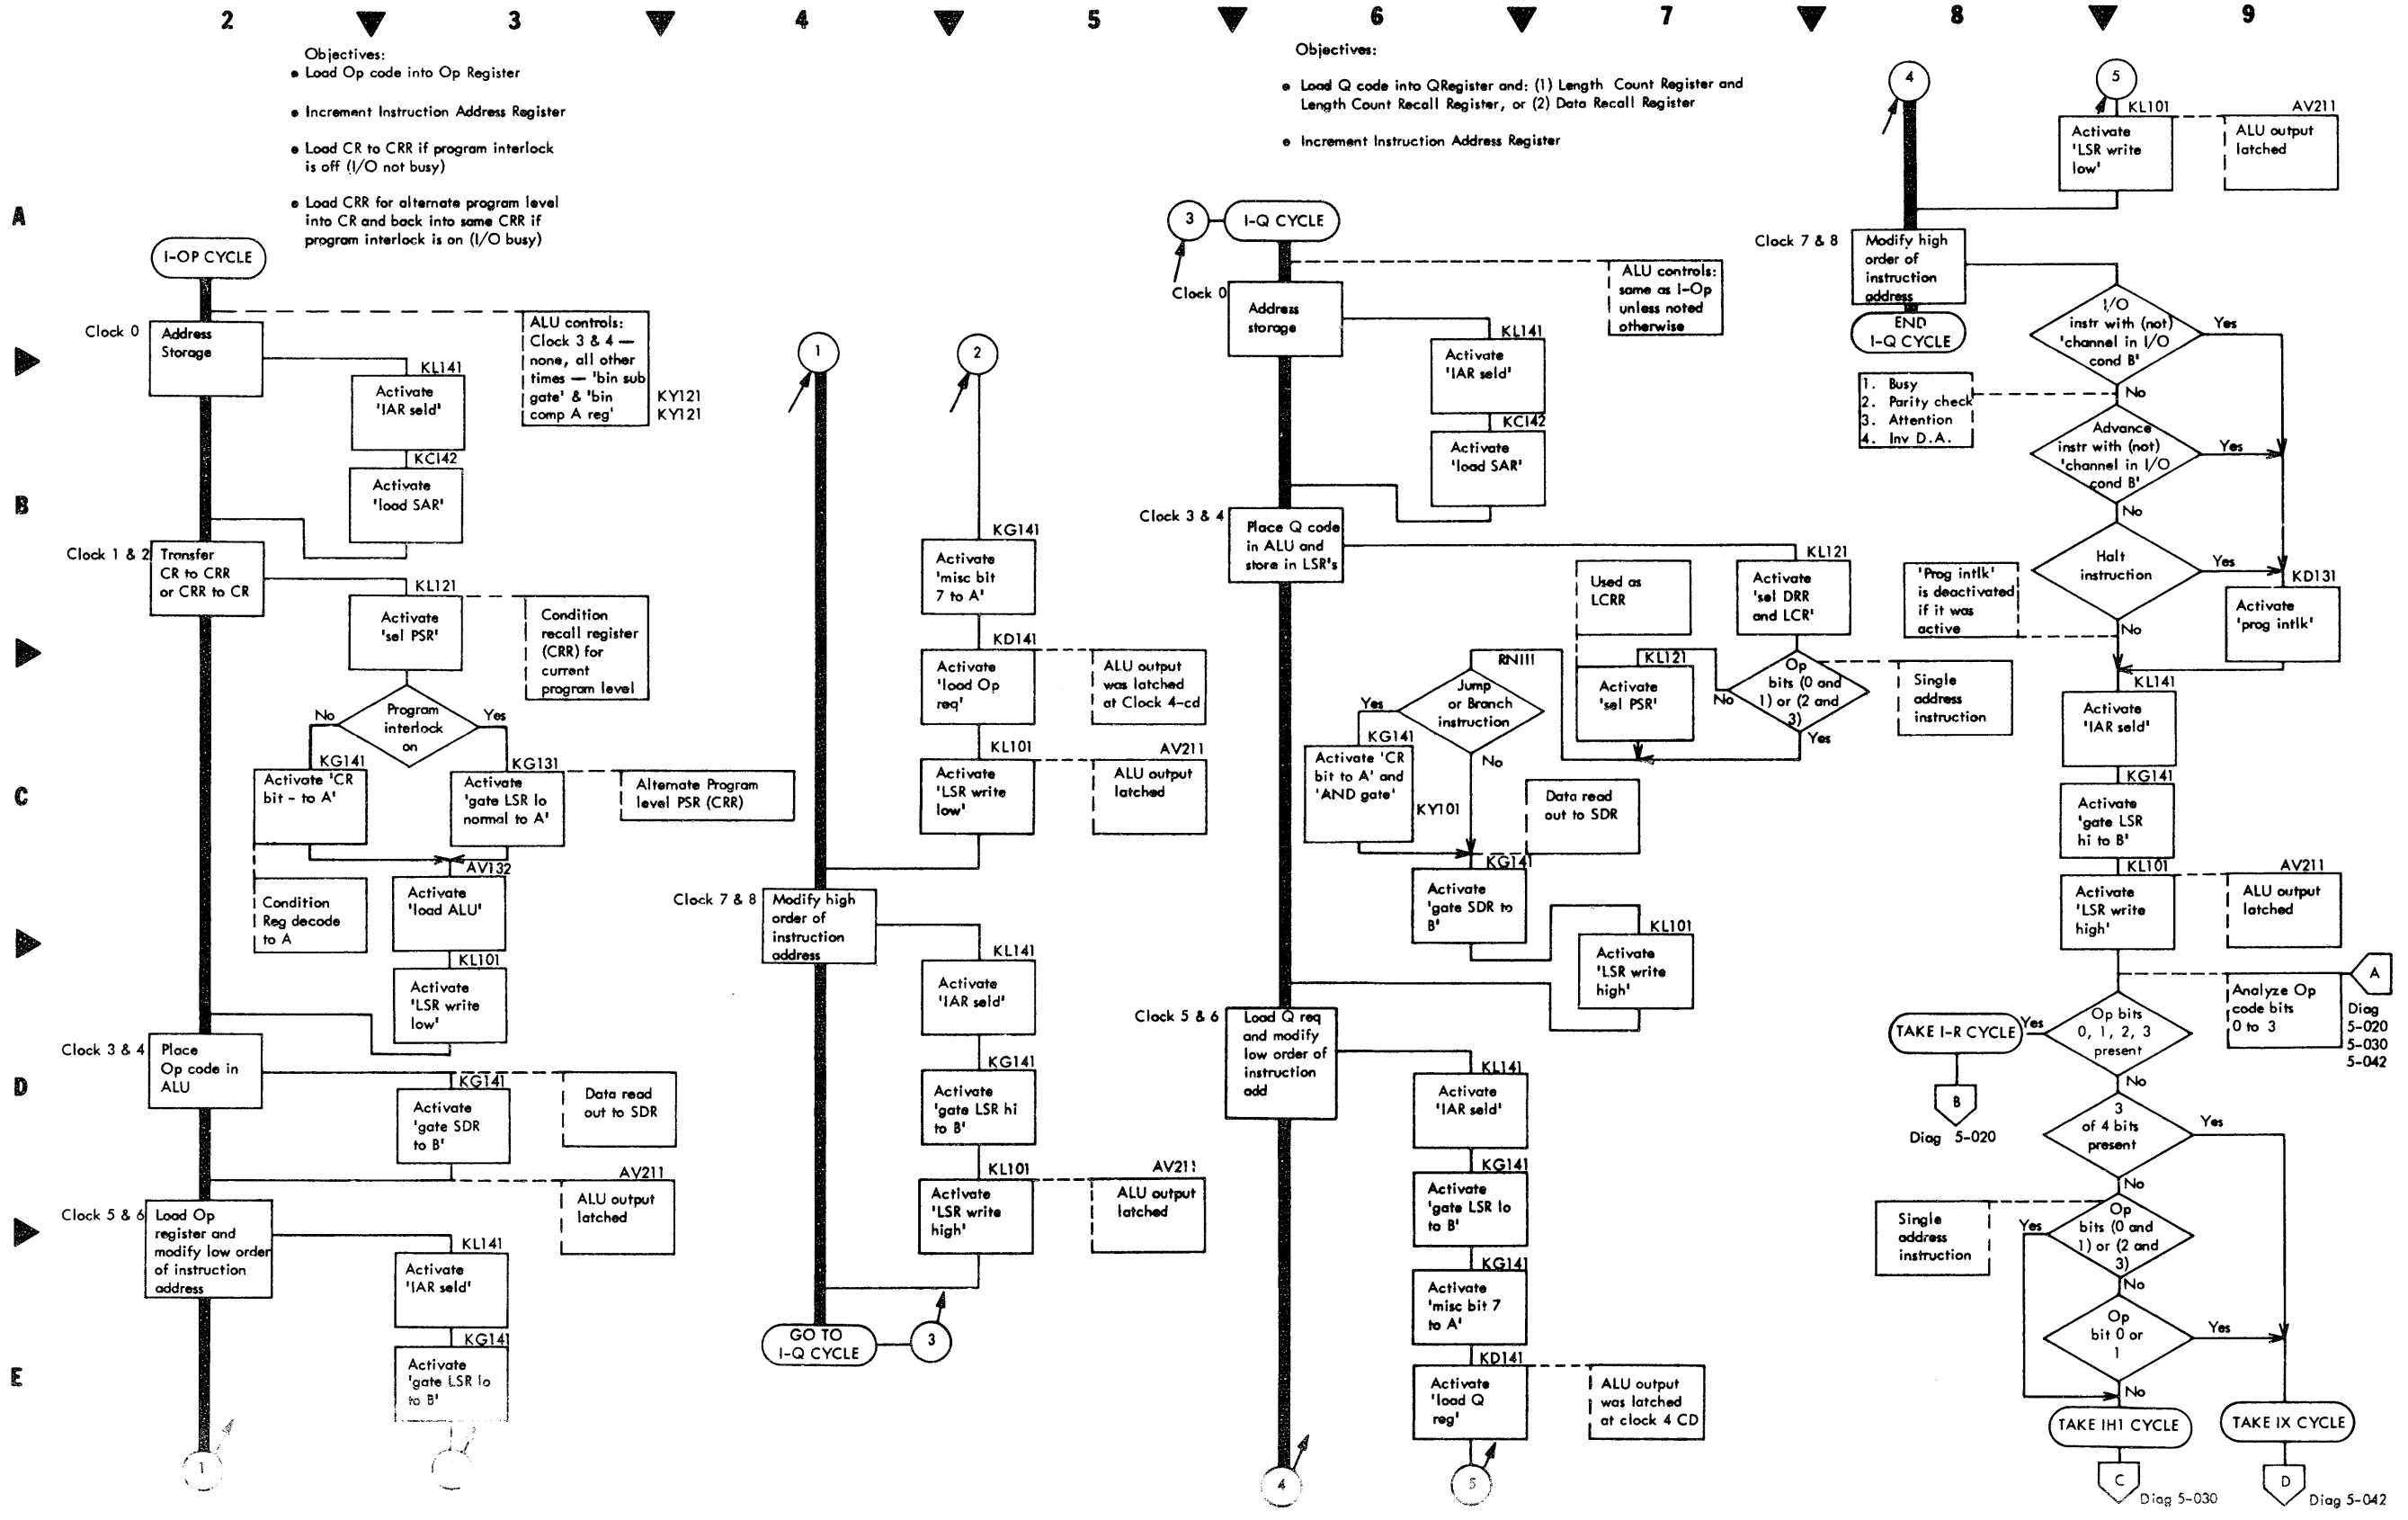 2 3 4 5 6 7 8 9
A
B
C
D
E
Objectives:
• Load Op code into Op Register
• Increment Instruction Address Register
• Load CR to CRR if program interlock
is off (I/O not busy)
• Load CRR for alternate program level
into CR and back into same CRR if
program interlock is on (I/O busy)
I-OP CYCLE
Clock 0
Address
Storage
ALU controls:
Clock 3 & 4 —
none, all other
times — 'bin sub
gate' & 'bin
comp A reg'
KY121
KY121
KL141
Activate
'IAR seld'
KC142
Activate
'load SAR'
Clock 1 & 2
Transfer
CR to CRR
or CRR to CR
KL121
Activate
'sel PSR'
Condition
recall register
(CRR) for
current
program level
Program
interlock
on
No
Yes
KG141
Activate 'CR
bit - to A'
KG131
Activate
'gate LSR lo
normal to A'
Alternate Program
level PSR (CRR)
Condition
Reg decode
to A
AV132
Activate
'load ALU'
KL101
Activate
'LSR write
low'
Clock 3 & 4
Place
Op code in
ALU
KG141
Activate
'gate SDR
to B'
Data read
out to SDR
AV211
ALU output
latched
Clock 5 & 6
Load Op
register and
modify low order
of instruction
address
KL141
Activate
'IAR seld'
KG141
Activate
'gate LSR lo
to B'
1
1
2
KG141
Activate
'misc bit
7 to A'
KD141
Activate
'load Op
req'
ALU output
was latched
at Clock 4-cd
KL101
Activate
'LSR write
low'
AV211
ALU output
latched
Clock 7 & 8
Modify high
order of
instruction
address
KL141
Activate
'IAR seld'
KG141
Activate
'gate LSR hi
to B'
KL101
Activate
'LSR write
high'
AV211
ALU output
latched
GO TO
I-Q CYCLE
3
Objectives:
• Load Q code into QRegister and: (1) Length Count Register and
Length Count Recall Register, or (2) Data Recall Register
• Increment Instruction Address Register
3
I-Q CYCLE
Clock 0
Address
storage
ALU controls:
same as I-Op
unless noted
otherwise
KL141
Activate
'IAR seld'
KC142
Activate
'load SAR'
Clock 3 & 4
Place Q code
in ALU and
store in LSR's
KL121
Activate
'sel DRR
and LCR'
Used as
LCRR
Op
bits (0 and
1) or (2 and
3)
No
Yes
Single
address
instruction
KL121
Activate
'sel PSR'
RN111
Jump
or Branch
instruction
Yes
No
KG141
Activate 'CR
bit to A' and
'AND gate'
KY101
Data read
out to SDR
KG141
Activate
'gate SDR to
B'
KL101
Activate
'LSR write
high'
Clock 5 & 6
Load Q req
and modify
low order of
instruction
add
KL141
Activate
'IAR seld'
KG141
Activate
'gate LSR lo
to B'
KG141
Activate
'misc bit 7
to A'
KD141
Activate
'load Q
reg'
ALU output
was latched
at clock 4 CD
4
5
4
5
KL101
Activate
'LSR write
low'
AV211
ALU output
latched
Clock 7 & 8
Modify high
order of
instruction
address
END
I-Q CYCLE
I/O
instr with (not)
'channel in I/O
cond B'
Yes
No
1. Busy
2. Parity check
3. Attention
4. Inv D.A.
Advance
instr with (not)
'channel in I/O
cond B'
Yes
No
Halt
instruction
Yes
No
'Prog intlk'
is deactivated
if it was
active
KD131
Activate
'prog intlk'
KL141
Activate
'IAR seld'
KG141
Activate
'gate LSR
hi to B'
KL101
Activate
'LSR write
high'
AV211
ALU output
latched
A
Diag
5-020
5-030
5-042
Analyze Op
code bits
0 to 3
Op bits
0, 1, 2, 3
present
Yes
No
TAKE I-R CYCLE
B
Diag 5-020
3
of 4 bits
present
Yes
No
Single
address
instruction
Op
bits (0 and
1) or (2 and
3)
Yes
No
Op
bit 0 or
1
Yes
No
TAKE IH1 CYCLE
TAKE IX CYCLE
C
Diag 5-030
D
Diag 5-042